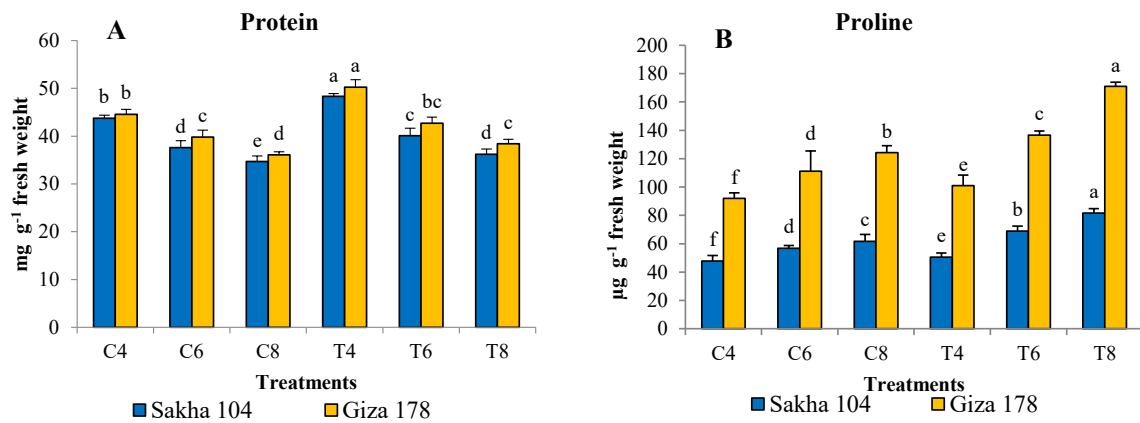 A
Protein
mg g-1 fresh weight
60
50
40
30
20
10
0
b b
d c
e d
a a
c bc
d c
C4 C6 C8 T4 T6 T8
Treatments
Sakha 104 Giza 178
B
Proline
µg g-1 fresh weight
200
180
160
140
120
100
80
60
40
20
0
f f
d d
c b
e e
b c
a a
C4 C6 C8 T4 T6 T8
Treatments
Sakha 104 Giza 178